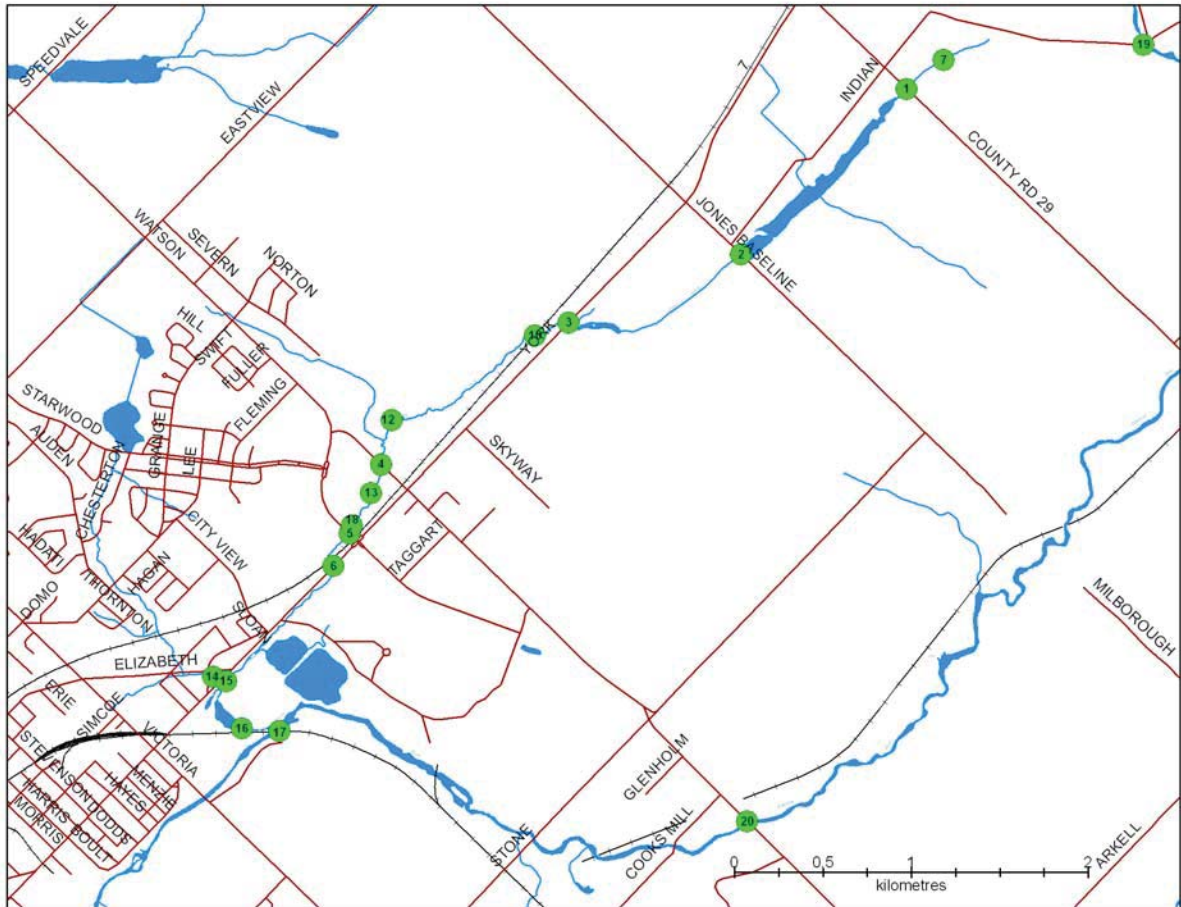 SPEEDVALE
EASTVIEW
7
INDIAN
19
7
1
COUNTY RD 29
WATSON
SEVERN
NORTON
JONES BASELINE
2
HILL
SWIFT
FULLER
YORK
3
FLEMING
STARWOOD
AUDEN
GRANGE
LEE
CHESTERTON
12
SKYWAY
4
13
18
5
6
CITY VIEW
TAGGART
HADATI
HAGAN
THORNTON
DOMO
SLOAN
MILBOROUGH
ELIZABETH
14
15
ERIE
SIMCOE
VICTORIA
16
17
STEVENSON
MENZIE
HAYES
DODDS
HARRIS
BOULT
MORRIS
GLENHOLM
COOKS MILL
STONE
20
ARKELL
0 0.5 1 2
kilometres